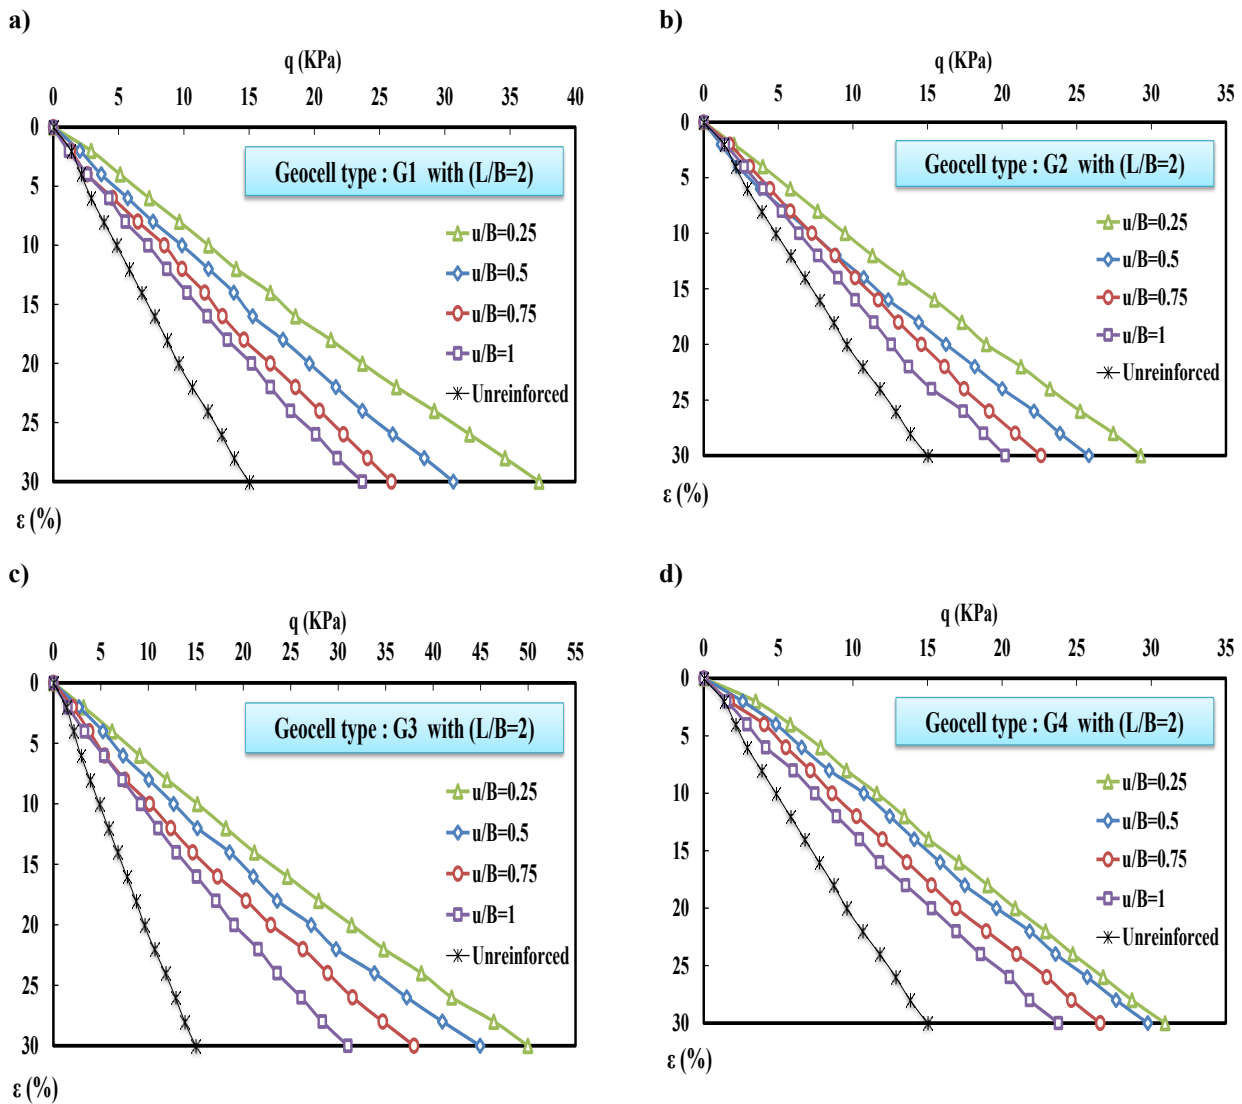 a)
q (KPa)
0 5 10 15 20 25 30 35 40
0
5
10
15
20
25
30
Geocell type : G1 with (L/B=2)
u/B=0.25
u/B=0.5
u/B=0.75
u/B=1
Unreinforced
ε (%)
b)
q (KPa)
0 5 10 15 20 25 30 35
0
5
10
15
20
25
30
Geocell type : G2 with (L/B=2)
u/B=0.25
u/B=0.5
u/B=0.75
u/B=1
Unreinforced
ε (%)
c)
q (KPa)
0 5 10 15 20 25 30 35 40 45 50 55
0
5
10
15
20
25
30
Geocell type : G3 with (L/B=2)
u/B=0.25
u/B=0.5
u/B=0.75
u/B=1
Unreinforced
ε (%)
d)
q (KPa)
0 5 10 15 20 25 30 35
0
5
10
15
20
25
30
Geocell type : G4 with (L/B=2)
u/B=0.25
u/B=0.5
u/B=0.75
u/B=1
Unreinforced
ε (%)